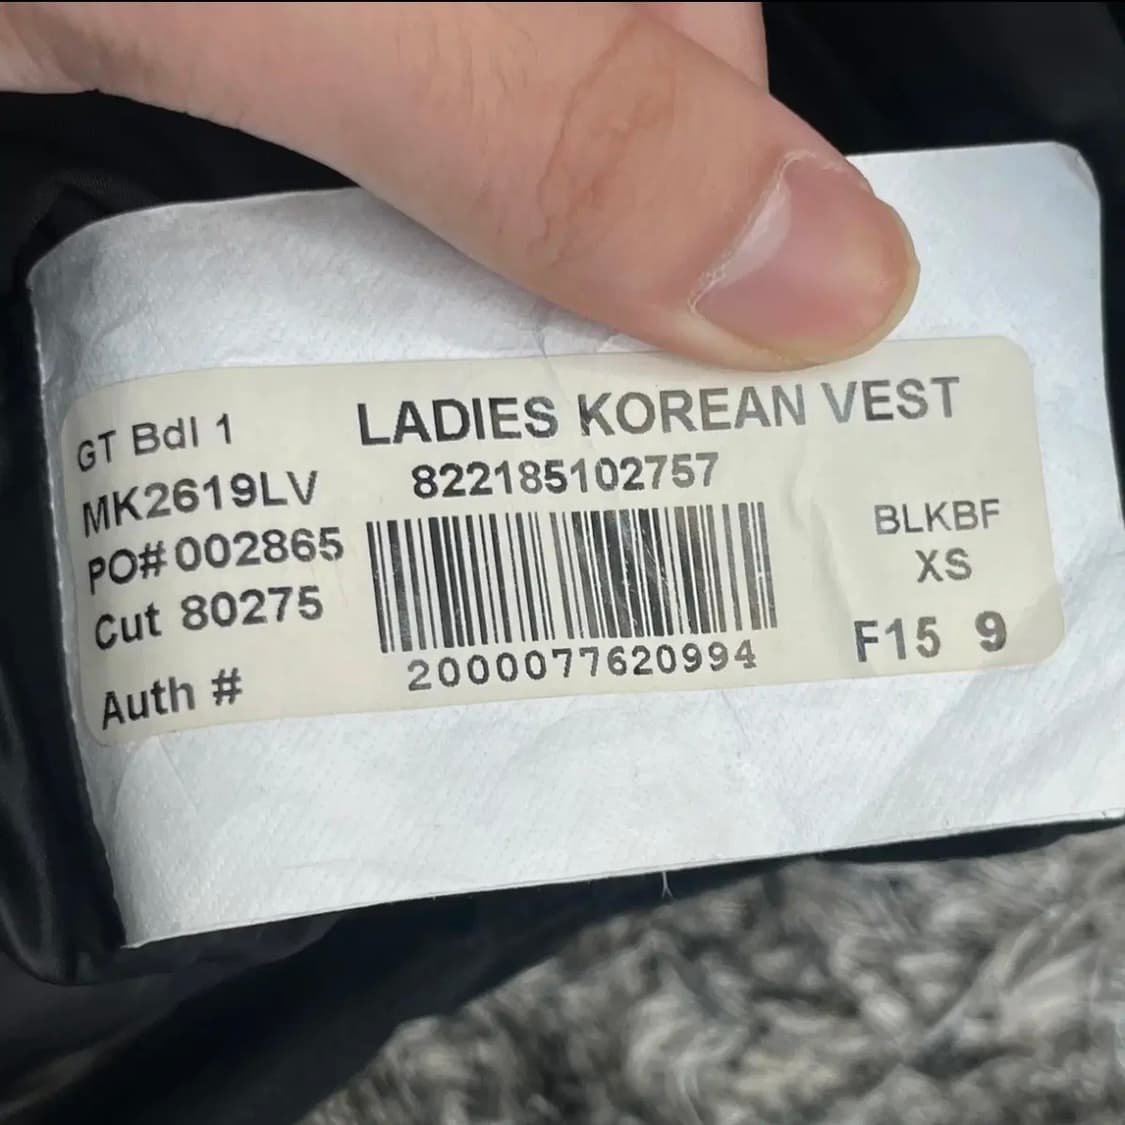 LADIES KOREAN VEST
GT Bdl 1
822185102757
MK2619LV
BLKBF
PO# 002865
XS
Cut 80275
F15 9
2000077620994
Auth #